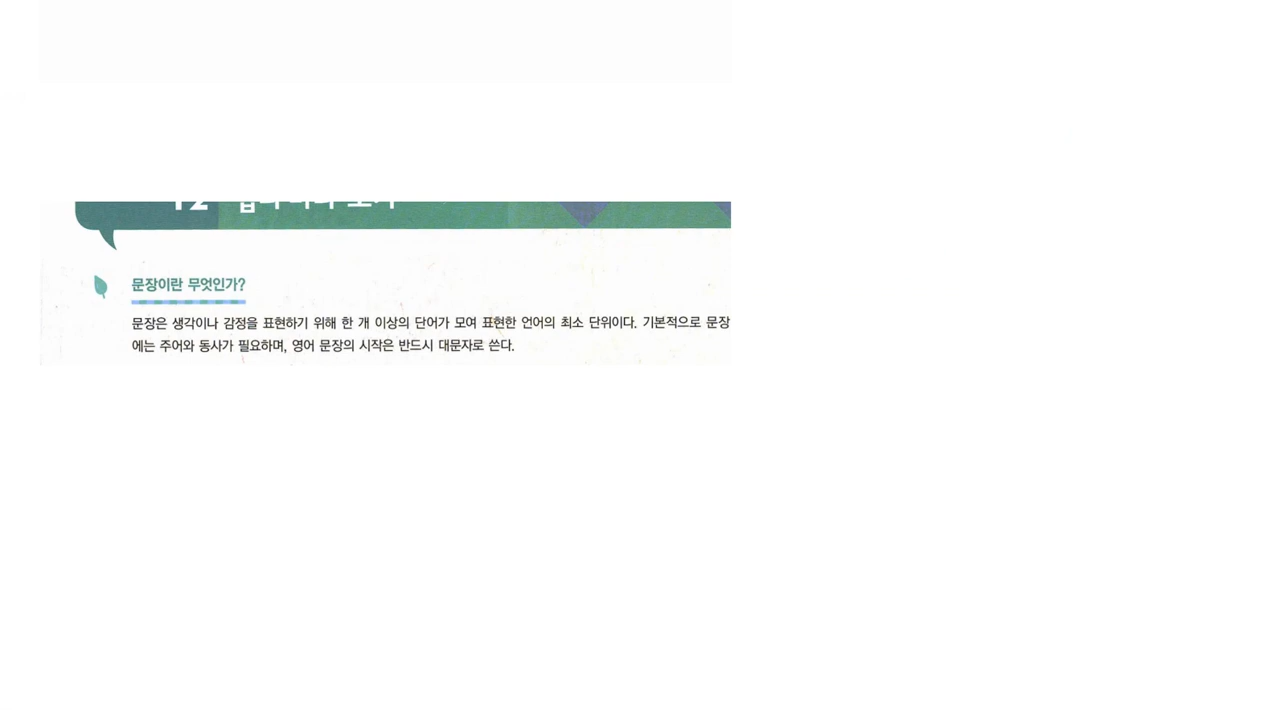 12
문장이란 무엇인가?
문장은 생각이나 감정을 표현하기 위해 한 개 이상의 단어가 모여 표현한 언어의 최소 단위이다. 기본적으로 문장
에는 주어와 동사가 필요하며, 영어 문장의 시작은 반드시 대문자로 쓴다.